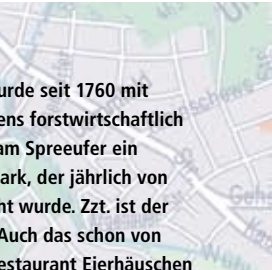 urde seit 1760 mit
ens forstwirtschaftlich
am Spreeufer ein
ark, der jährlich von
ht wurde. Zzt. ist der
Auch das schon von
estaurant Eierhäuschen